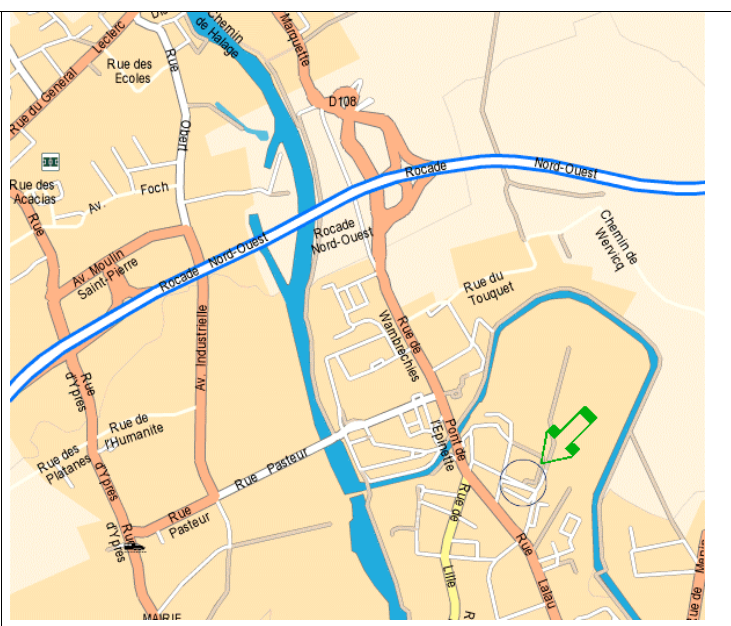 Chemin
de Halage
Marquette
Leclerc
Rue du General
Rue des
Ecoles
Rue
Obert
D108
Rocade
Nord-Ouest
Rue des
Acacias
Rue
Av.
Foch
Rocade
Nord-Ouest
Chemin de
Wervicq
Av. Moulin
Saint-Pierre
Rocade
Nord-Ouest
Rue du
Touquet
Rue de
Wambrechies
Av. Industrielle
Rue
d'Ypres
Rue de
l'Humanite
Rue des
Platanes
d'Ypres
Rue Pasteur
Pont de
l'Epinette
Rue de
Lille
Rue
Pasteur
Rue
d'Ypres
Rue
Lalau
MAIRIE